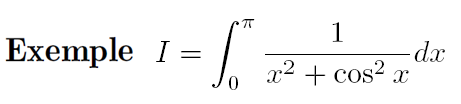 Exemple $I = \int_0^{\pi} \frac{1}{x^2 + \cos^2 x} dx$